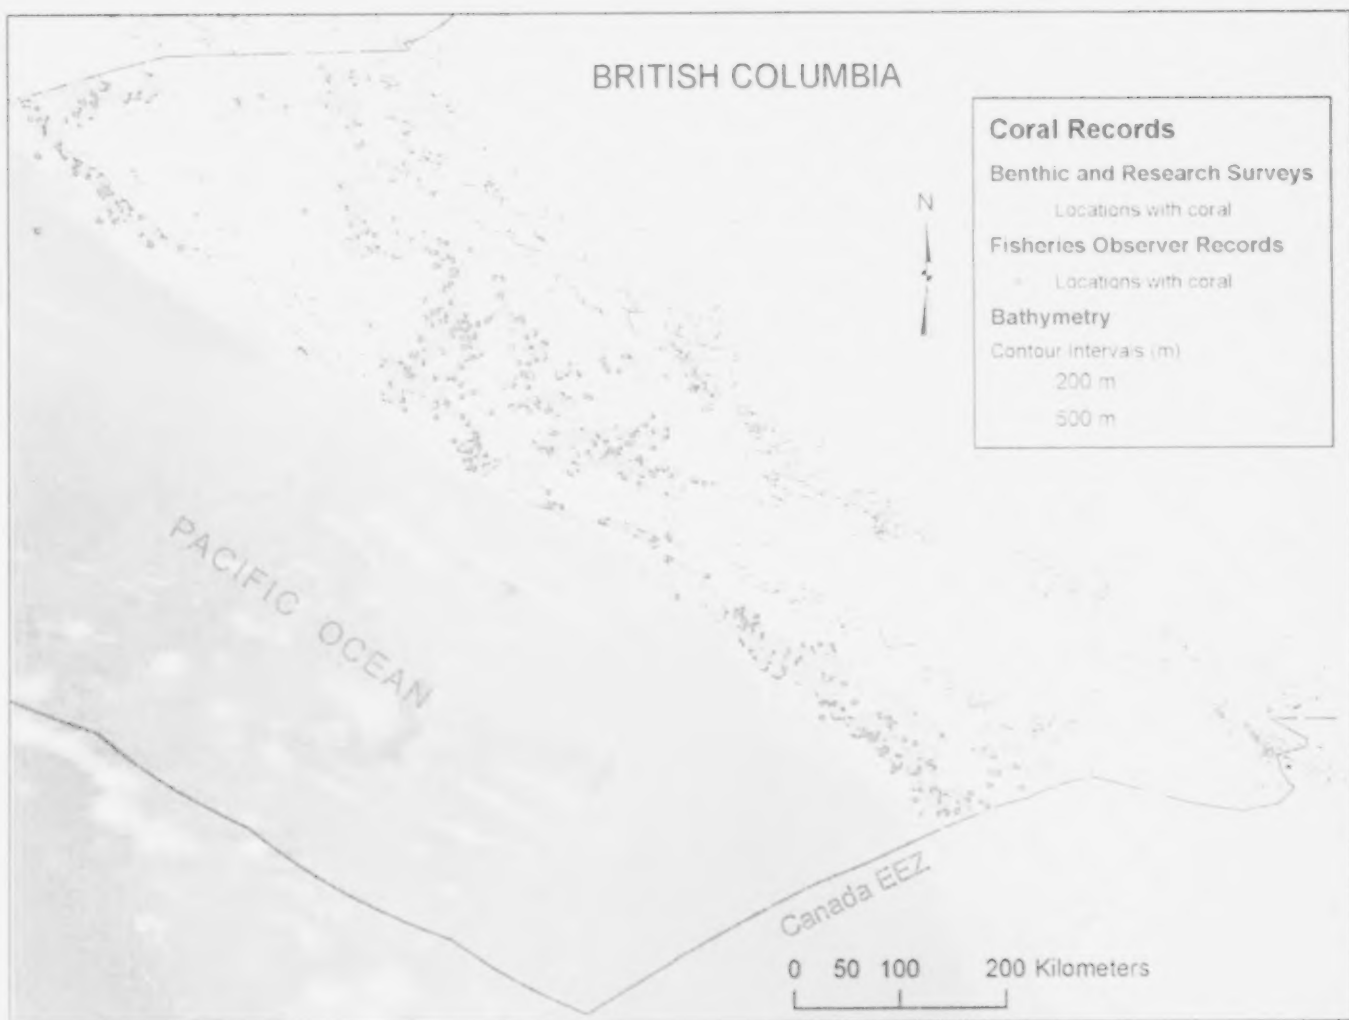 BRITISH COLUMBIA
Coral Records
Benthic and Research Surveys
Locations with coral
Fisheries Observer Records
Locations with coral
Bathymetry
Contour Intervals (m)
200 m
500 m
N
PACIFIC OCEAN
Canada EEZ
0 50 100 200 Kilometers